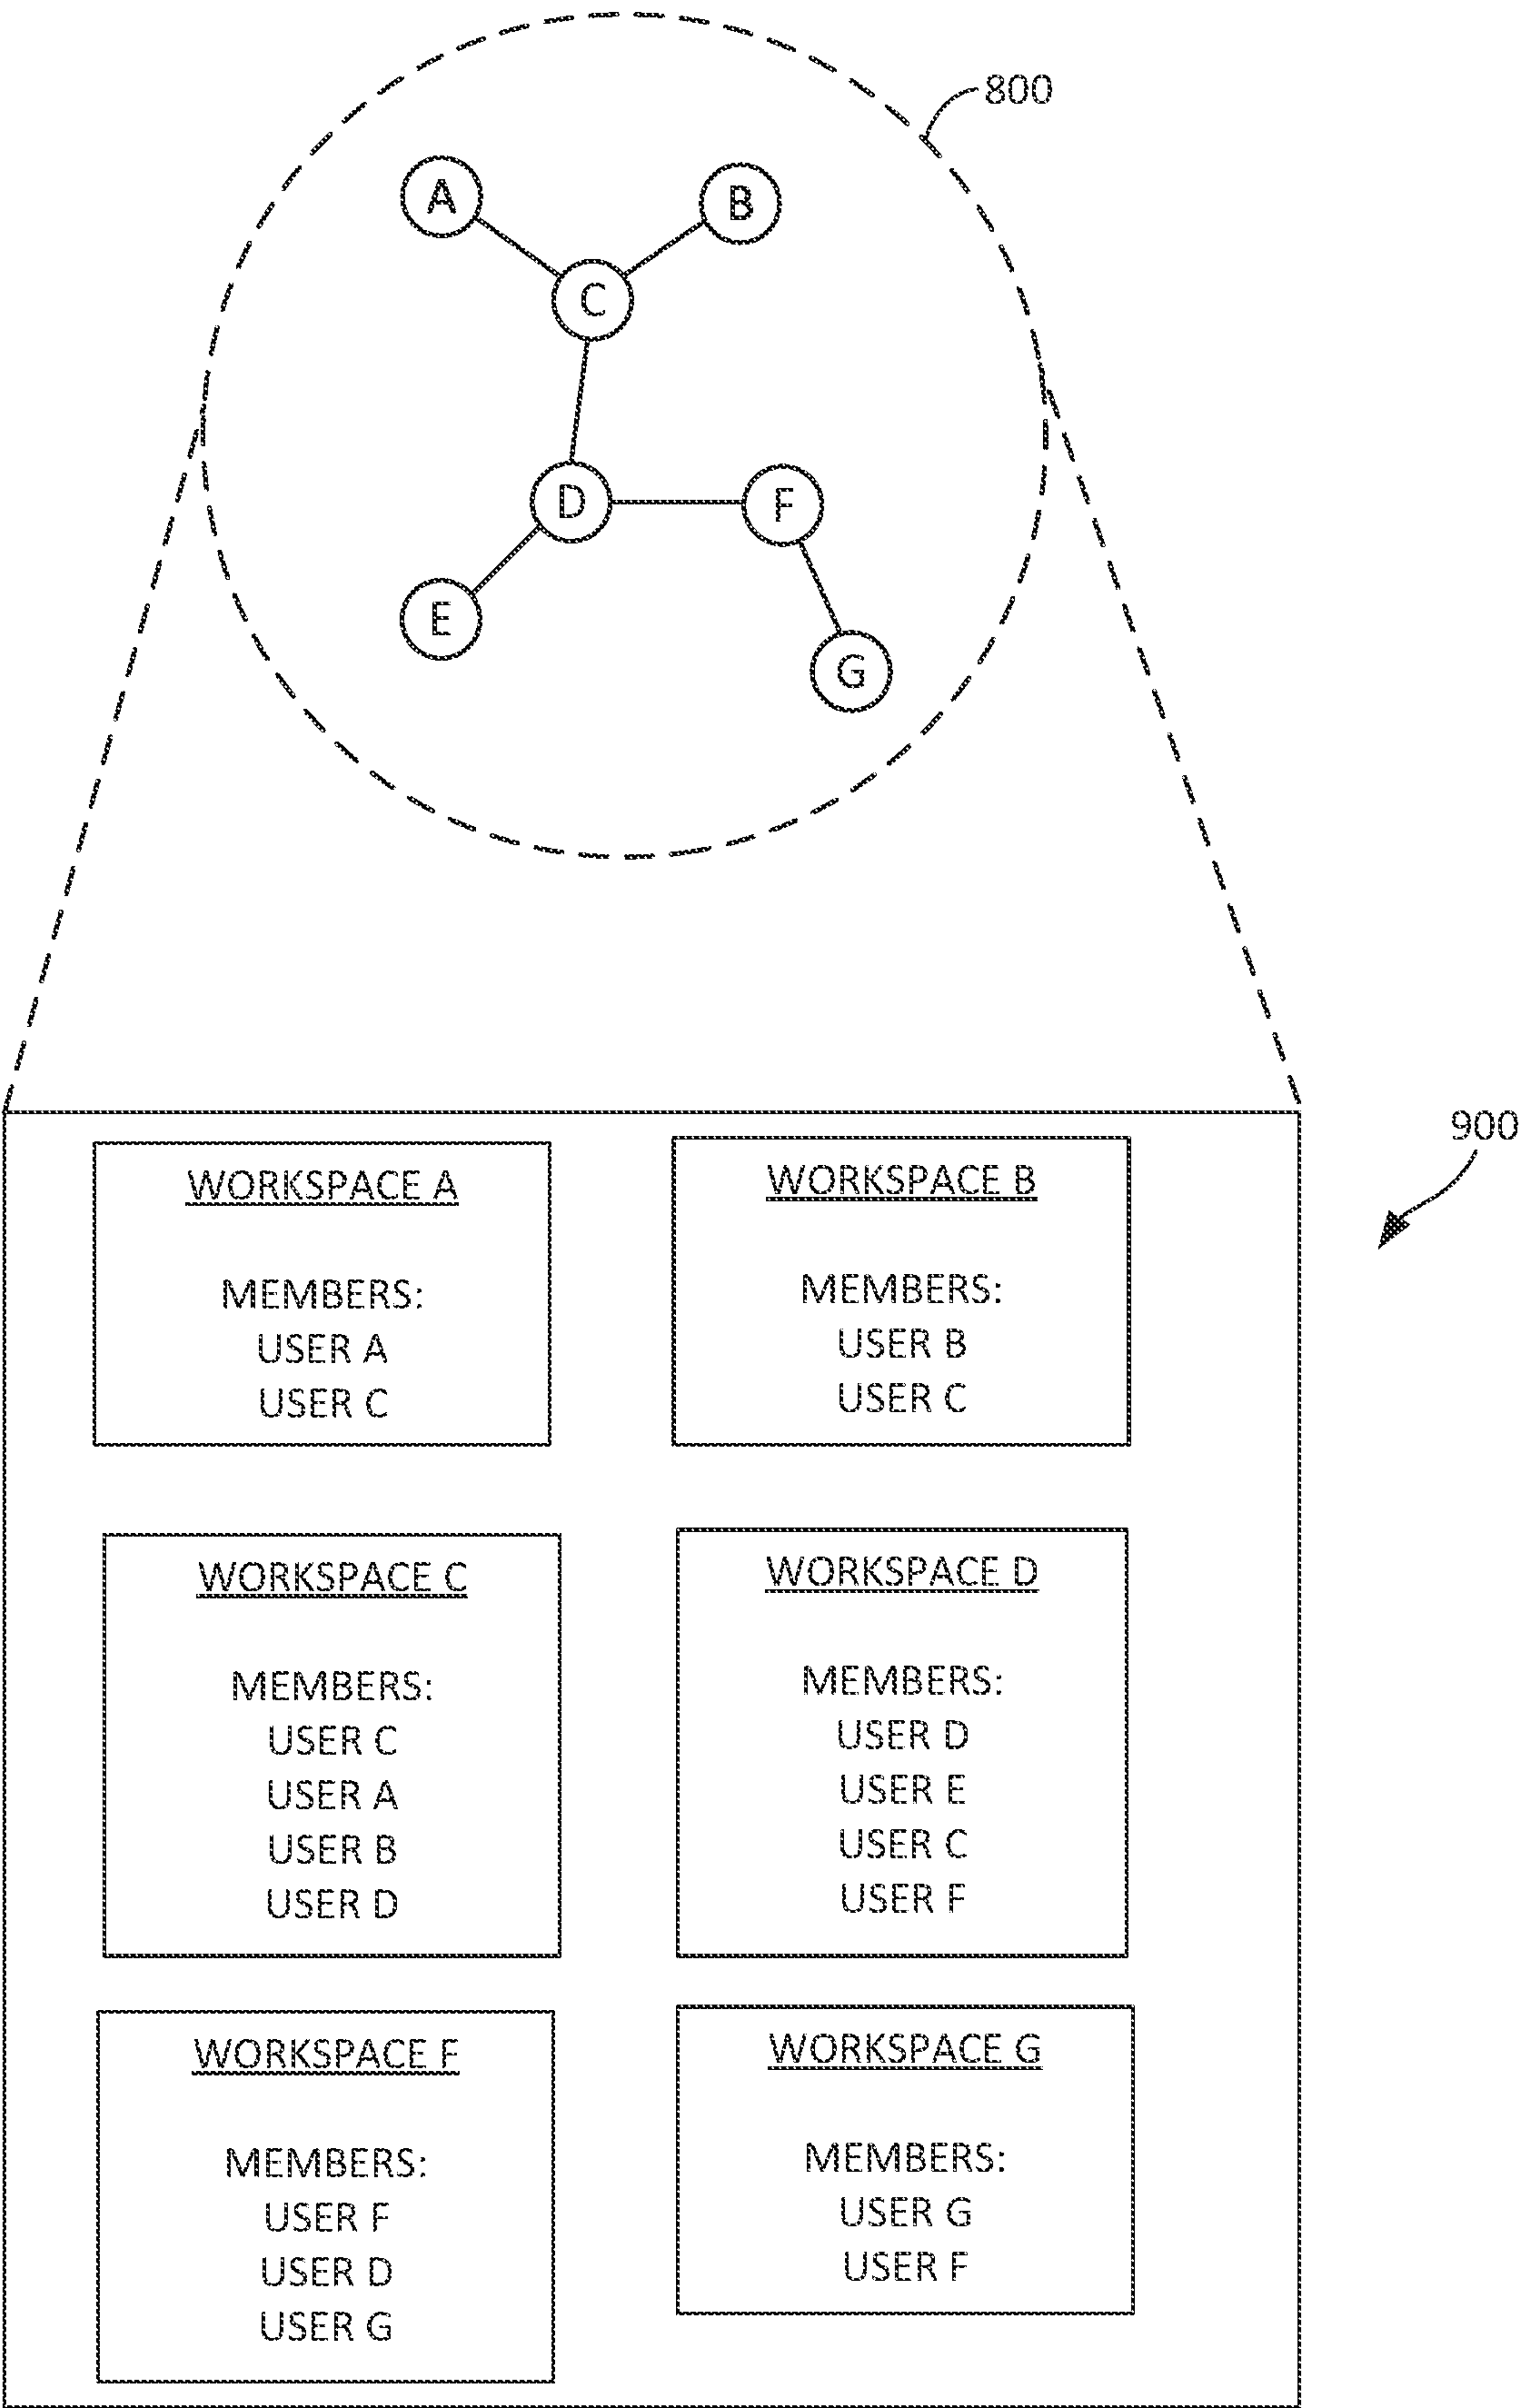 800
A
B
C
D
F
E
G
900
WORKSPACE A
MEMBERS:
USER A
USER C
WORKSPACE B
MEMBERS:
USER B
USER C
WORKSPACE C
MEMBERS:
USER C
USER A
USER B
USER D
WORKSPACE D
MEMBERS:
USER D
USER E
USER C
USER F
WORKSPACE F
MEMBERS:
USER F
USER D
USER G
WORKSPACE G
MEMBERS:
USER G
USER F